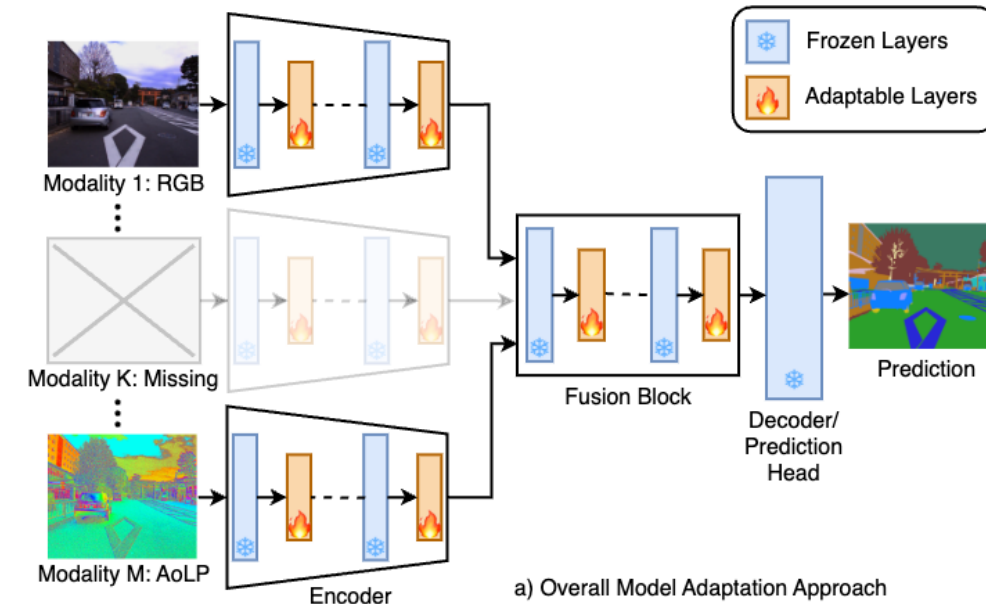 Frozen Layers
Adaptable Layers
Modality 1: RGB
Modality K: Missing
Modality M: AoLP
Encoder
Fusion Block
Decoder/
Prediction
Head
Prediction
a) Overall Model Adaptation Approach